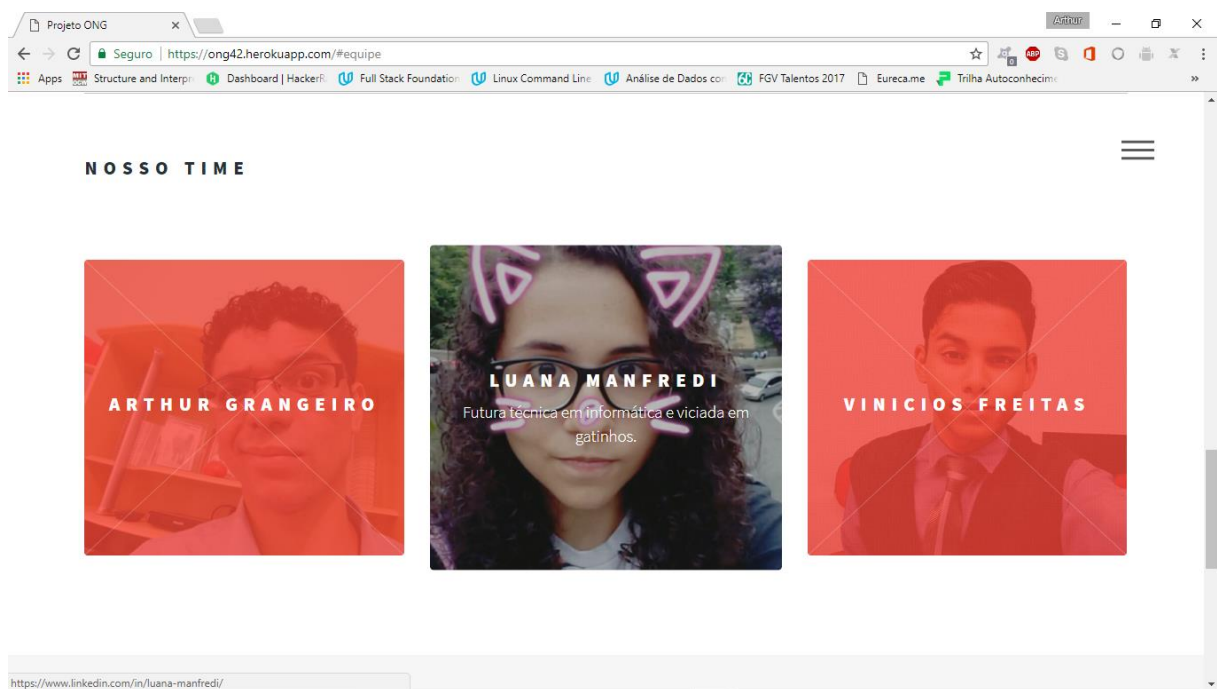 Projeto ONG
Arthur
Seguro | https://ong42.herokuapp.com/#equipe
Apps Structure and Interpr Dashboard | HackerR Full Stack Foundation Linux Command Line Análise de Dados con FGV Talentos 2017 Eureca.me Trilha Autoconhecime
NOSSO TIME
ARTHUR GRANGEIRO
LUANA MANFREDI
Futura técnica em informática e viciada em
gatinhos.
VINICIOS FREITAS
https://www.linkedin.com/in/luana-manfredi/